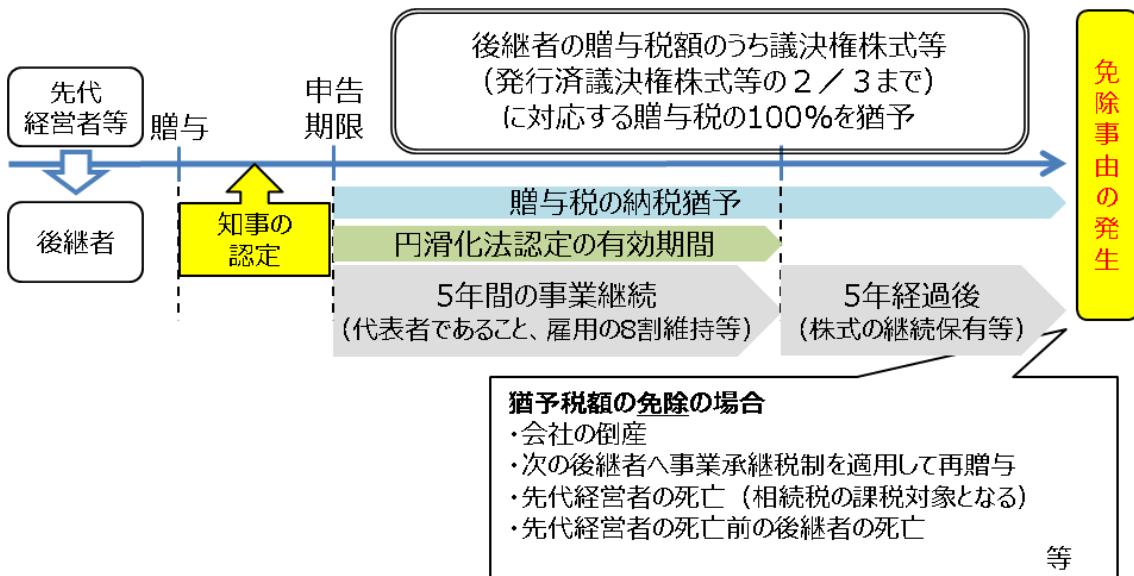 後継者の贈与税額のうち議決権株式等
(発行済議決権株式等の２／３まで)
に対応する贈与税の100%を猶予
先代
経営者等
贈与
申告
期限
免除事由の発生
後継者
知事の
認定
贈与税の納税猶予
円滑化法認定の有効期間
5年間の事業継続
(代表者であること、雇用の8割維持等)
5年経過後
(株式の継続保有等)
猶予税額の免除の場合
・会社の倒産
・次の後継者へ事業承継税制を適用して再贈与
・先代経営者の死亡（相続税の課税対象となる）
・先代経営者の死亡前の後継者の死亡
等